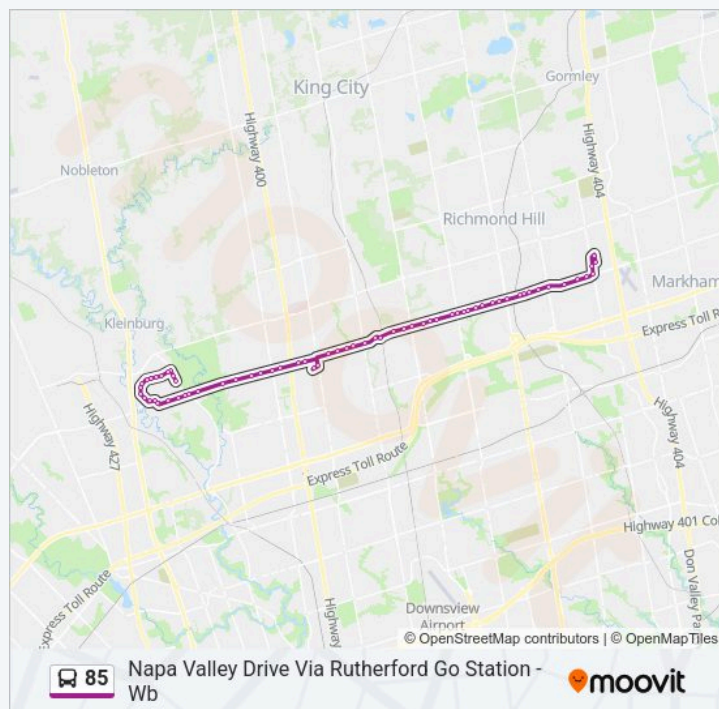 King City
Gormley
Highway 400
Highway 404
Nobleton
Richmond Hill
Markham
Kleinburg
Express Toll R
Highway 427
Express Toll Route
Highway 404
Highway 401 Col
Express Toll Route
Downsview
Airport
Highway
Don Valley Pa
© OpenStreetMap contributors | © OpenMapTiles
85
Napa Valley Drive Via Rutherford Go Station -
Wb
moovit